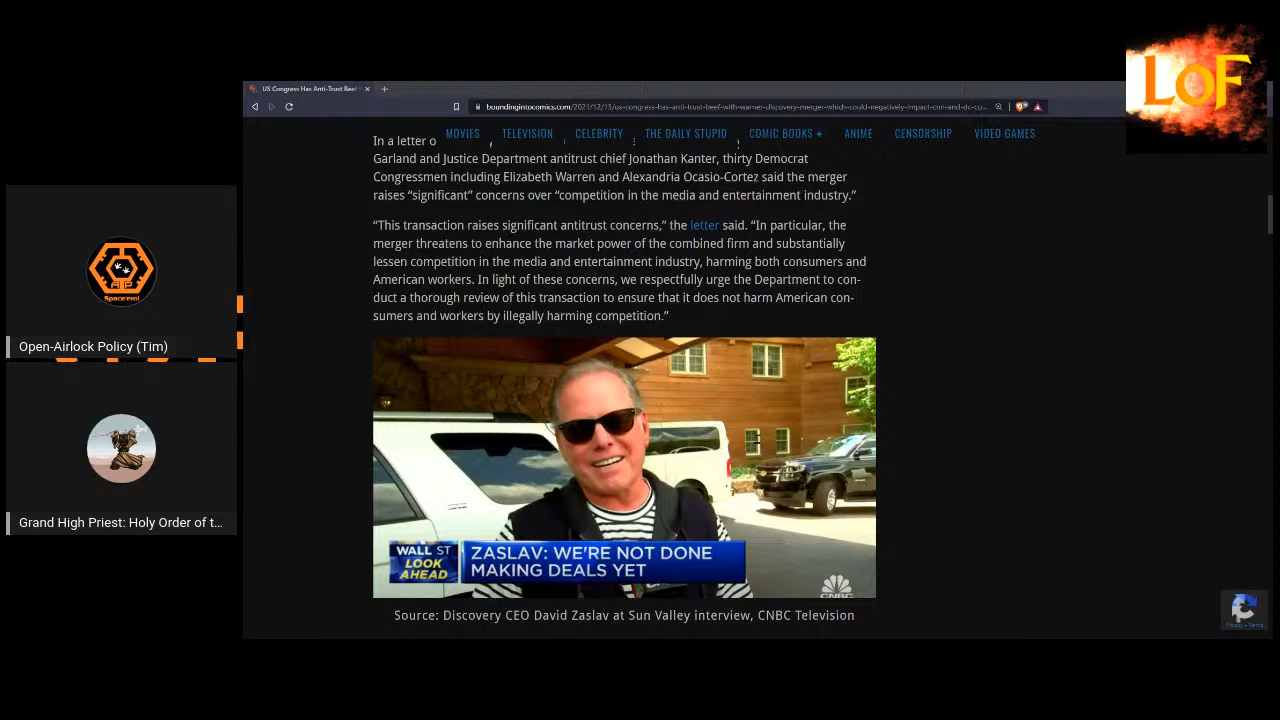 LOF
US Congress Has Anti-Trust Beef
boundingintocomics.com/2021/12/13/us-congress-has-anti-trust-beef-with-warner-discovery-merger-which-could-negatively-impact-cnn-and-dc-co...
MOVIES TELEVISION CELEBRITY THE DAILY STUPID COMIC BOOKS + ANIME CENSORSHIP VIDEO GAMES
In a letter o
Garland and Justice Department antitrust chief Jonathan Kanter, thirty Democrat
Congressmen including Elizabeth Warren and Alexandria Ocasio-Cortez said the merger
raises “significant” concerns over “competition in the media and entertainment industry.”
“This transaction raises significant antitrust concerns,” the letter said. “In particular, the
merger threatens to enhance the market power of the combined firm and substantially
lessen competition in the media and entertainment industry, harming both consumers and
American workers. In light of these concerns, we respectfully urge the Department to con-
duct a thorough review of this transaction to ensure that it does not harm American con-
sumers and workers by illegally harming competition.”
WALL ST
LOOK
AHEAD
ZASLAV: WE'RE NOT DONE
MAKING DEALS YET
CNBC
Source: Discovery CEO David Zaslav at Sun Valley interview, CNBC Television
Privacy - Terms
ATP
Space'em!
Open-Airlock Policy (Tim)
Grand High Priest: Holy Order of t...